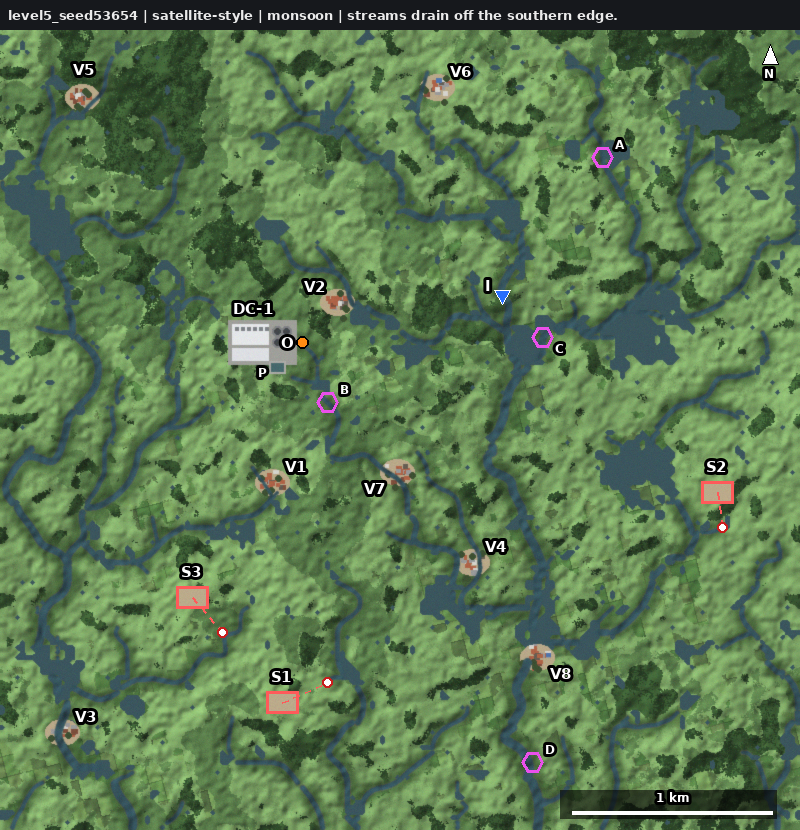 level5_seed53654 | satellite-style | monsoon | streams drain off the southern edge.
N
V5
V6
A
I
V2
DC-1
O
C
P
B
V1
V7
S2
V4
S3
S1
V8
V3
D
1 km